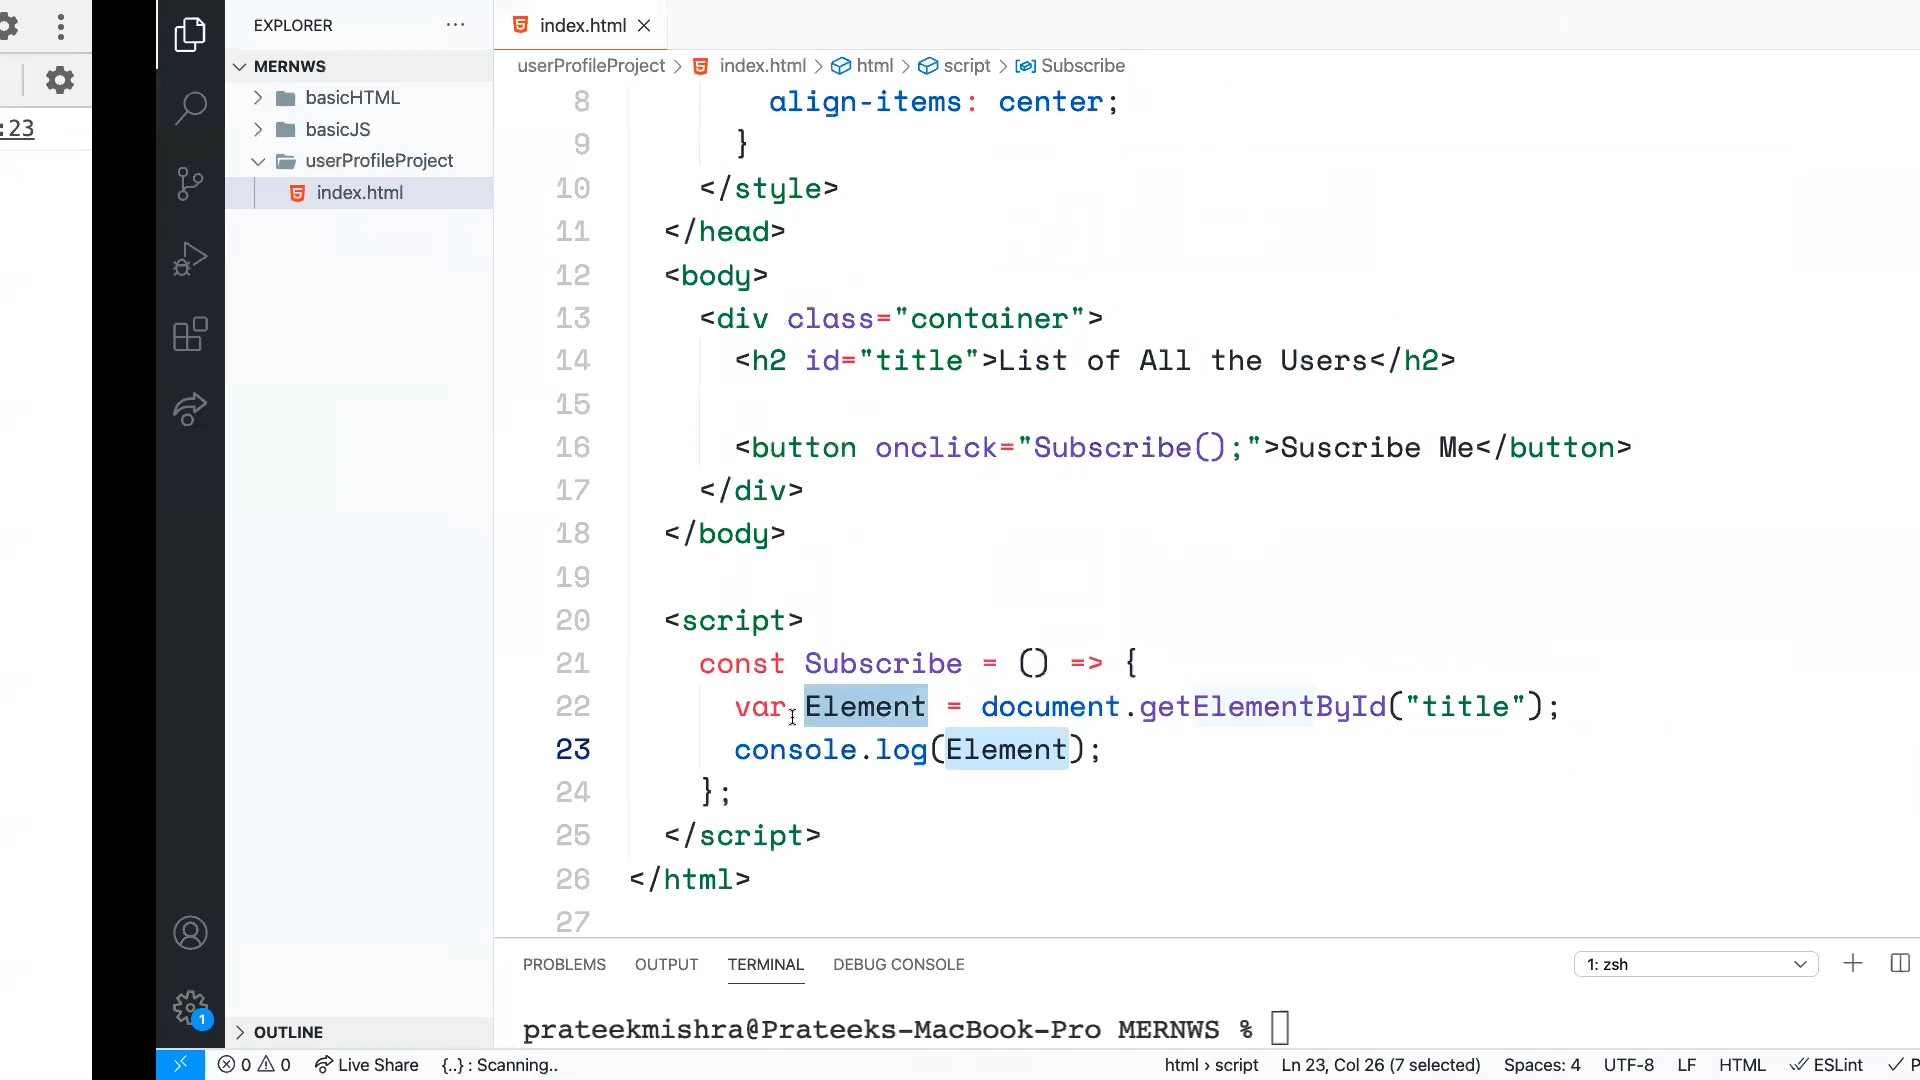 :23
EXPLORER ...
MERNWS
basicHTML
basicJS
userProfileProject
index.html
OUTLINE
index.html
userProfileProject > index.html > html > script > Subscribe
8 align-items: center;
9 }
10 </style>
11 </head>
12 <body>
13 <div class="container">
14 <h2 id="title">List of All the Users</h2>
15
16 <button onclick="Subscribe();">Suscribe Me</button>
17 </div>
18 </body>
19
20 <script>
21 const Subscribe = () => {
22 var Element = document.getElementById("title");
23 console.log(Element);
24 };
25 </script>
26 </html>
27
PROBLEMS OUTPUT TERMINAL DEBUG CONSOLE 1: zsh
prateekmishra@Prateeks-MacBook-Pro MERNWS %
1
0 0 Live Share {..} : Scanning.. html › script Ln 23, Col 26 (7 selected) Spaces: 4 UTF-8 LF HTML ESLint P